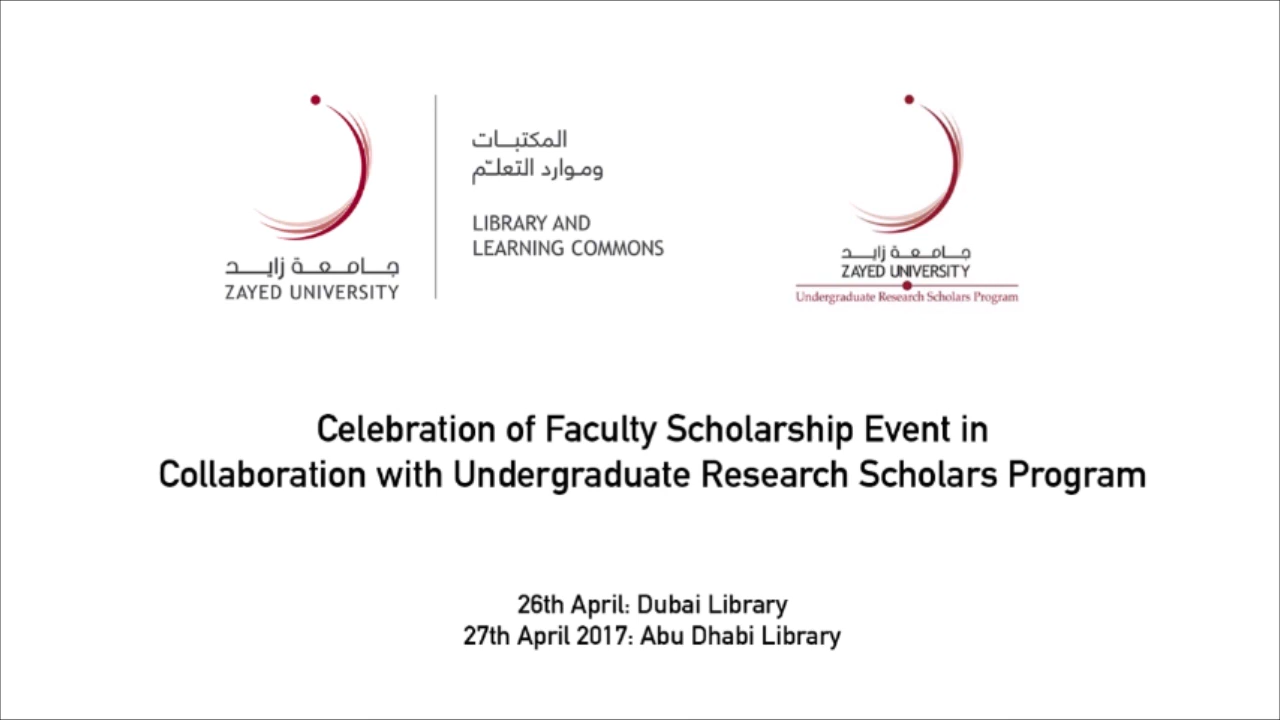 جامعة زايد
ZAYED UNIVERSITY
المكتبات
وموارد التعلّم
LIBRARY AND
LEARNING COMMONS
جامعة زايد
ZAYED UNIVERSITY
Undergraduate Research Scholars Program
Celebration of Faculty Scholarship Event in
Collaboration with Undergraduate Research Scholars Program
26th April: Dubai Library
27th April 2017: Abu Dhabi Library